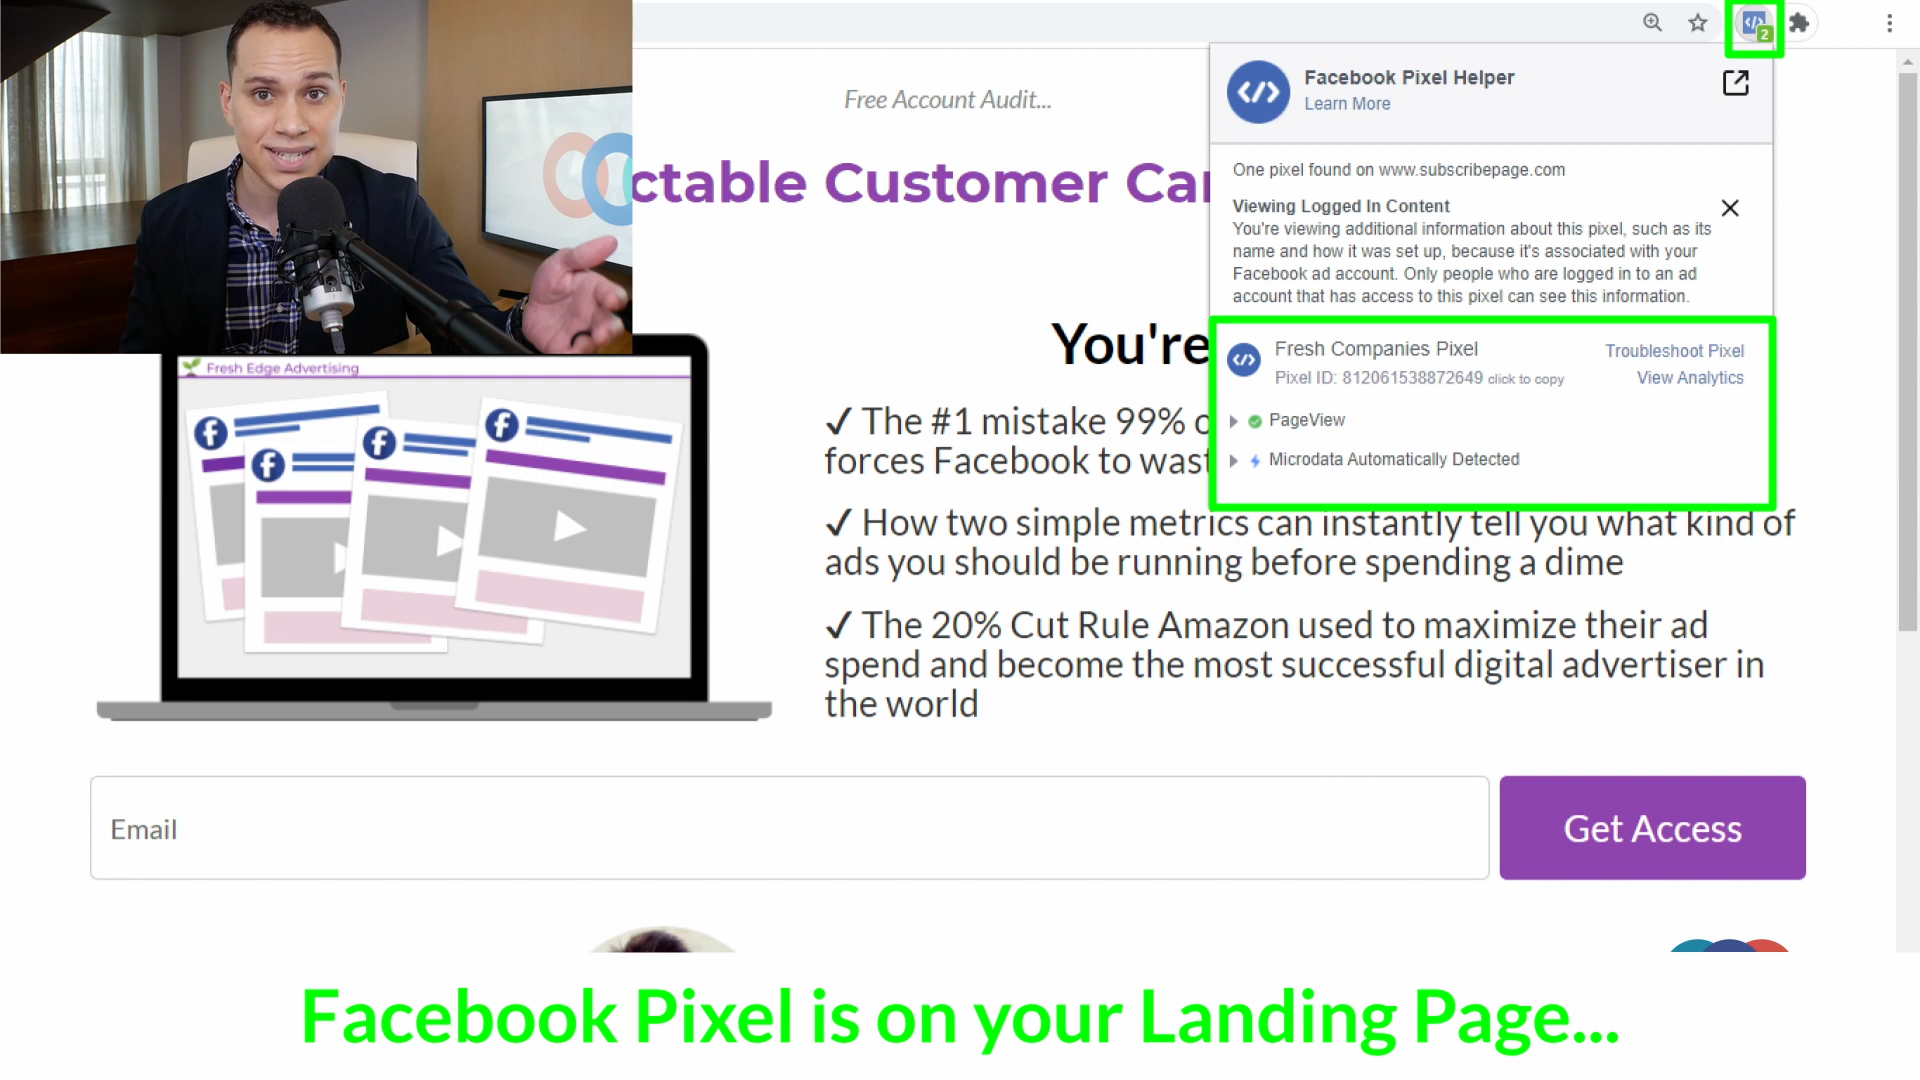 2
Facebook Pixel Helper
Learn More
One pixel found on www.subscribepage.com
Viewing Logged In Content
You're viewing additional information about this pixel, such as its
name and how it was set up, because it's associated with your
Facebook ad account. Only people who are logged in to an ad
account that has access to this pixel can see this information.
Fresh Companies Pixel
Troubleshoot Pixel
Pixel ID: 812061538872649 click to copy
View Analytics
PageView
Microdata Automatically Detected
Free Account Audit...
ctable Customer Ca
You're
Fresh Edge Advertising
✓ The #1 mistake 99%
forces Facebook to
✓ How two simple metrics can instantly tell you what kind of
ads you should be running before spending a dime
✓ The 20% Cut Rule Amazon used to maximize their ad
spend and become the most successful digital advertiser in
the world
Email
Get Access
Facebook Pixel is on your Landing Page...